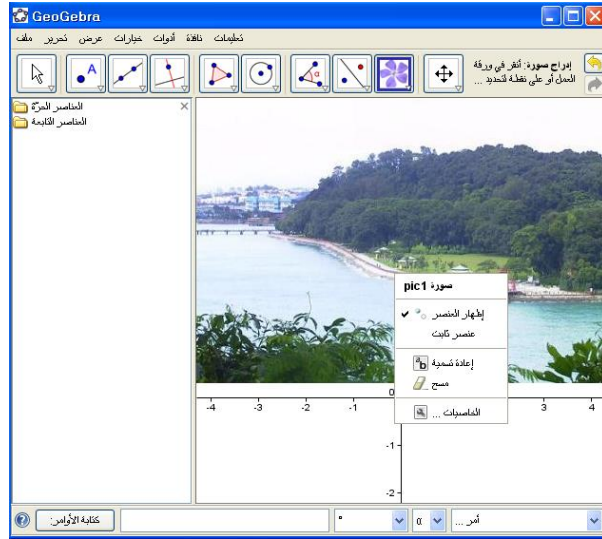 GeoGebra
ملف تحرير عرض خيارات أدوات نافذة تعليمات
A
α
إدراج صورة: أنقر في ورقة
العمل أو على نقطة لتحديد ...
العناصر الحرّة
العناصر التابعة
صورة pic1
إظهار العنصر
عنصر ثابت
إعادة تسمية
مسح
الخاصيات ...
0
-4 -3 -2 -1 3 4
-1
-2
كتابة الأوامر:
°
α
أمر ...